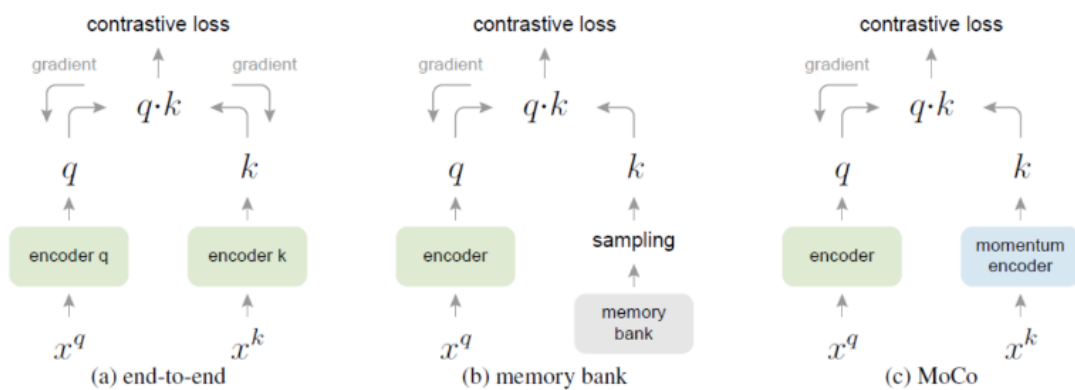 contrastive loss
gradient
gradient
q·k
q
k
encoder q
encoder k
x^q
x^k
(a) end-to-end
contrastive loss
gradient
q·k
q
k
encoder
sampling
memory
bank
x^q
(b) memory bank
contrastive loss
gradient
q·k
q
k
encoder
momentum
encoder
x^q
x^k
(c) MoCo